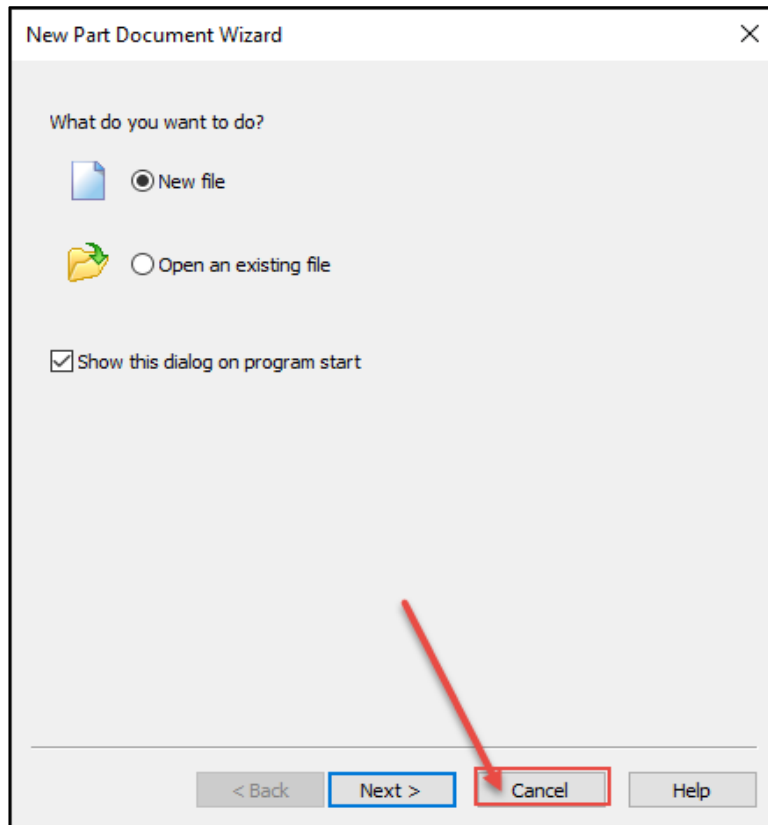 New Part Document Wizard
What do you want to do?
New file
Open an existing file
Show this dialog on program start
< Back Next > Cancel Help